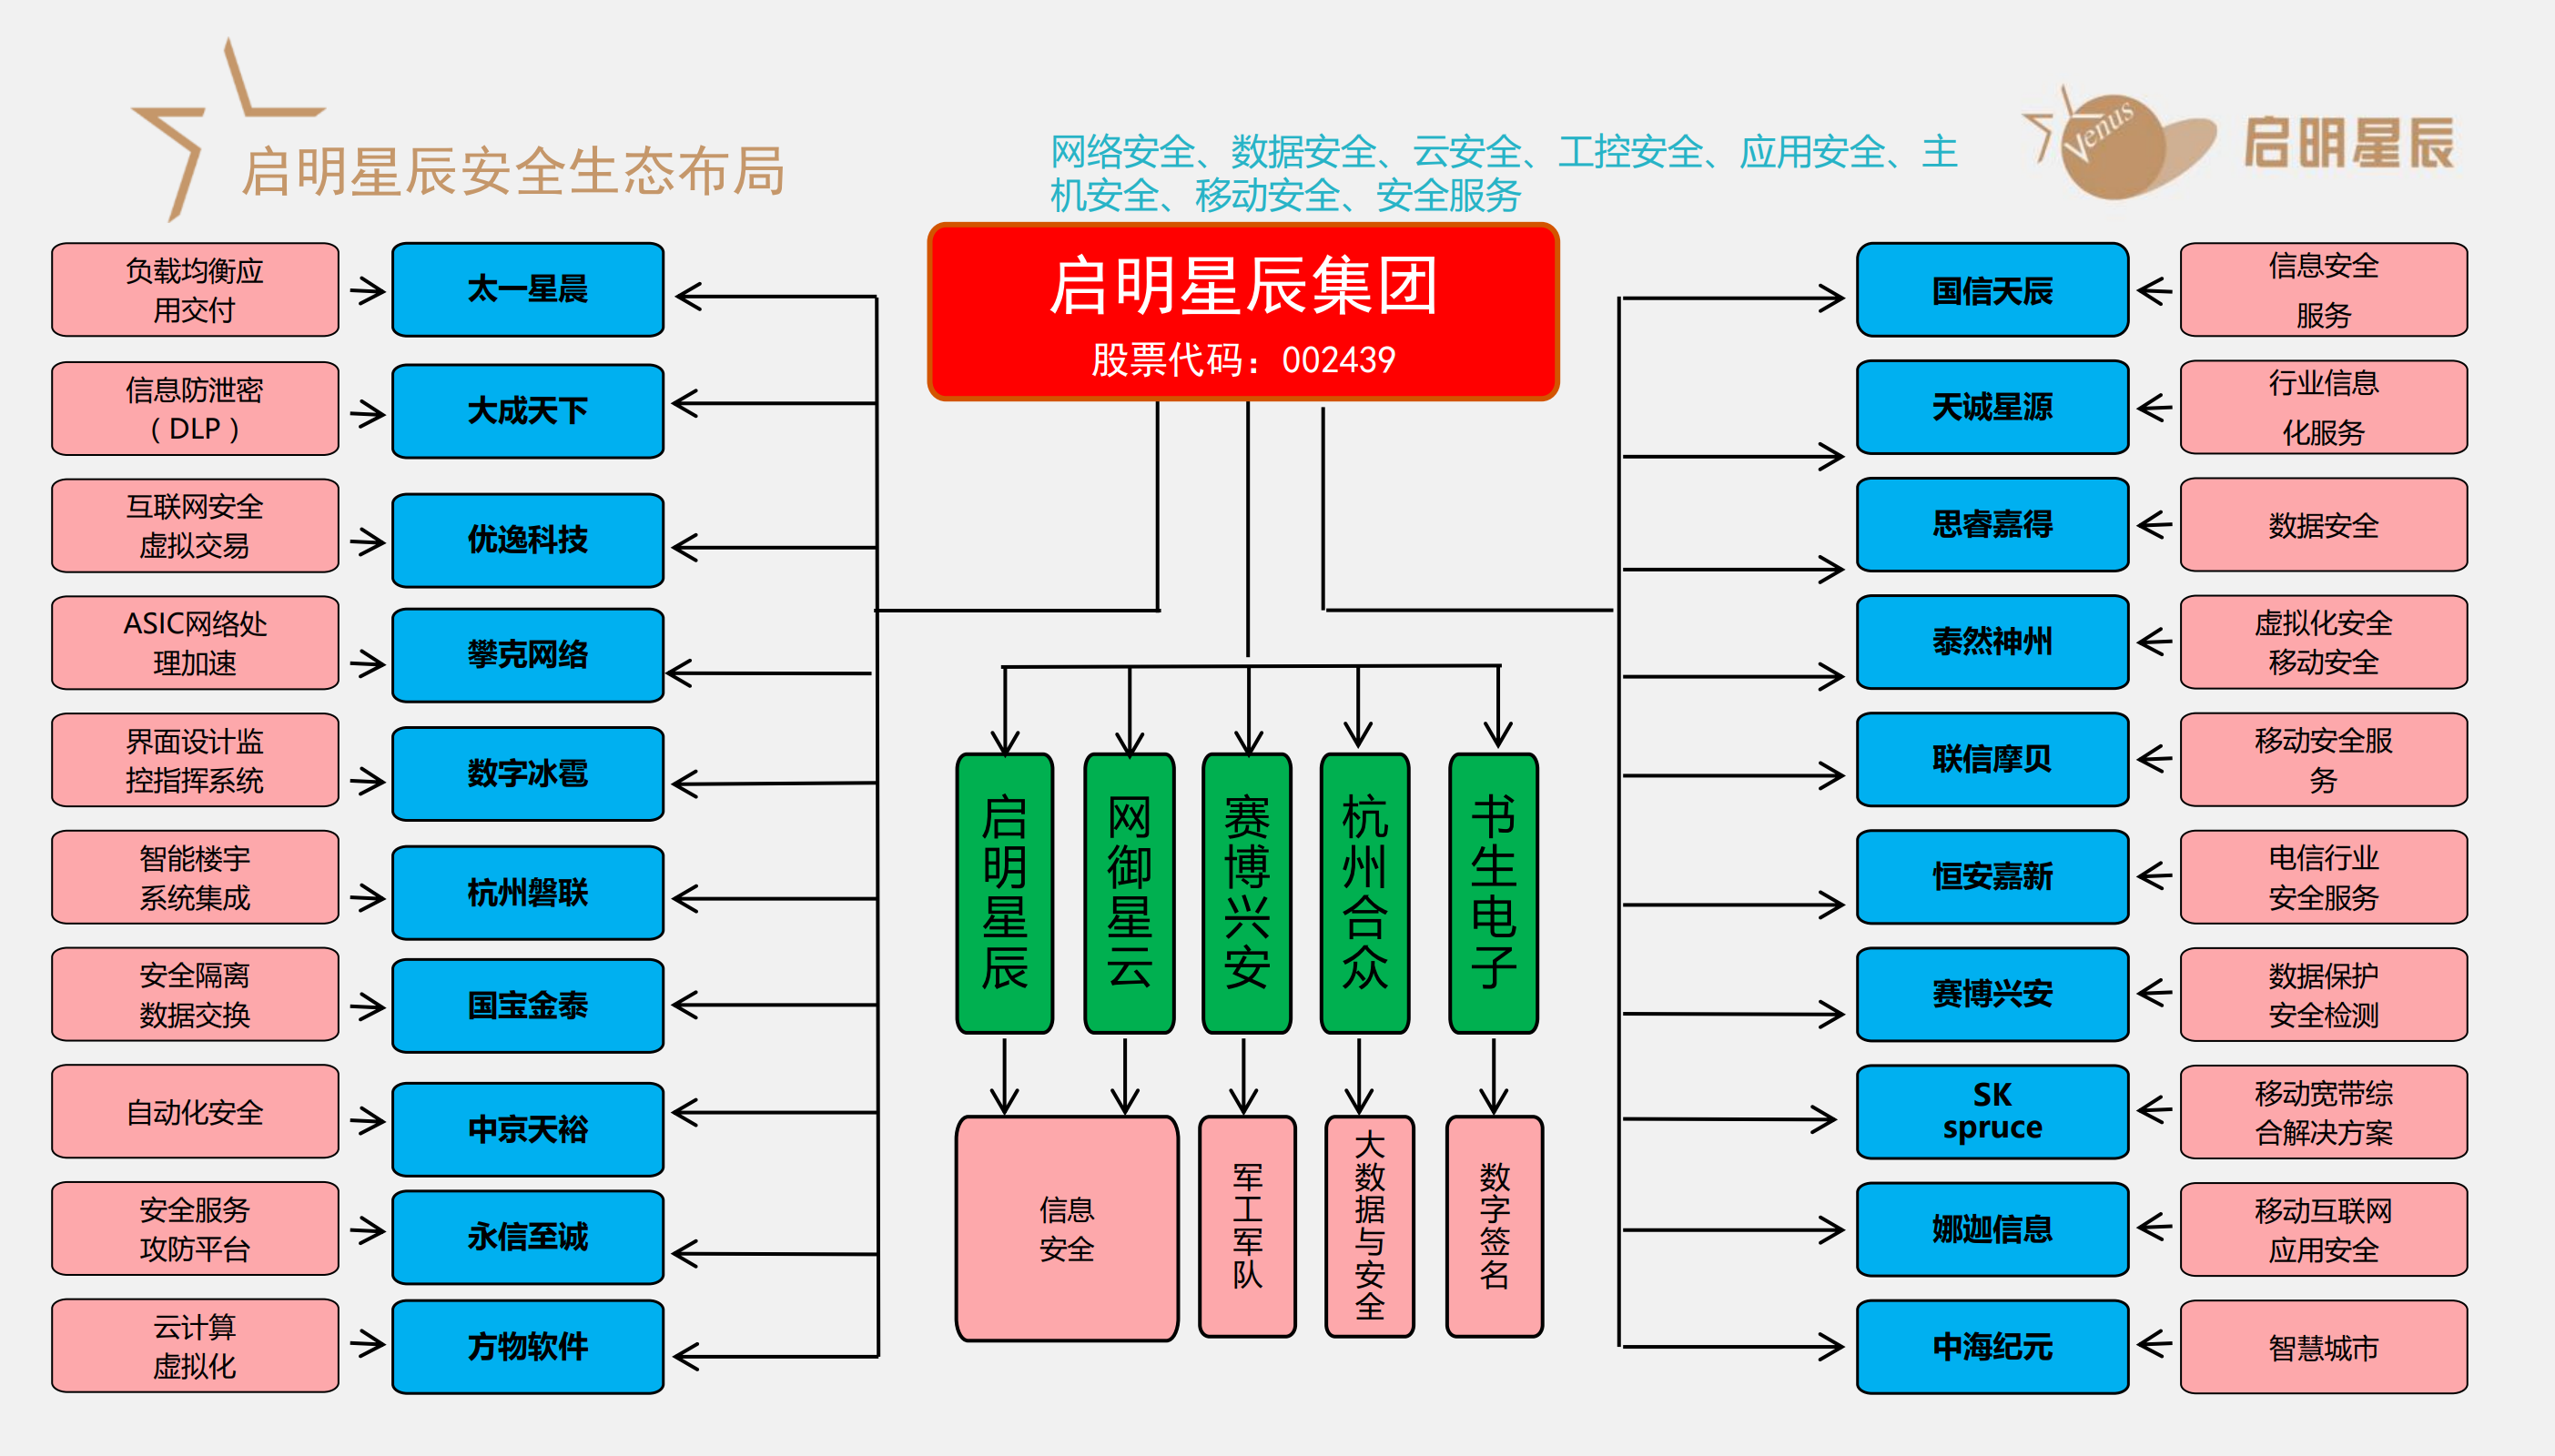 启明星辰安全生态布局
网络安全、数据安全、云安全、工控安全、应用安全、主
机安全、移动安全、安全服务
Venus
启明星辰
启明星辰集团
股票代码：002439
负载均衡应
用交付
太一星晨
信息防泄密
（DLP）
大成天下
互联网安全
虚拟交易
优逸科技
ASIC网络处
理加速
攀克网络
界面设计监
控指挥系统
数字冰雹
智能楼宇
系统集成
杭州磐联
安全隔离
数据交换
国宝金泰
自动化安全
中京天裕
安全服务
攻防平台
永信至诚
云计算
虚拟化
方物软件
启明星辰
网御星云
赛博兴安
杭州合众
书生电子
信息
安全
军工军队
大数据与安全
数字签名
国信天辰
信息安全
服务
天诚星源
行业信息
化服务
思睿嘉得
数据安全
泰然神州
虚拟化安全
移动安全
联信摩贝
移动安全服
务
恒安嘉新
电信行业
安全服务
赛博兴安
数据保护
安全检测
SK
spruce
移动宽带综
合解决方案
娜迦信息
移动互联网
应用安全
中海纪元
智慧城市